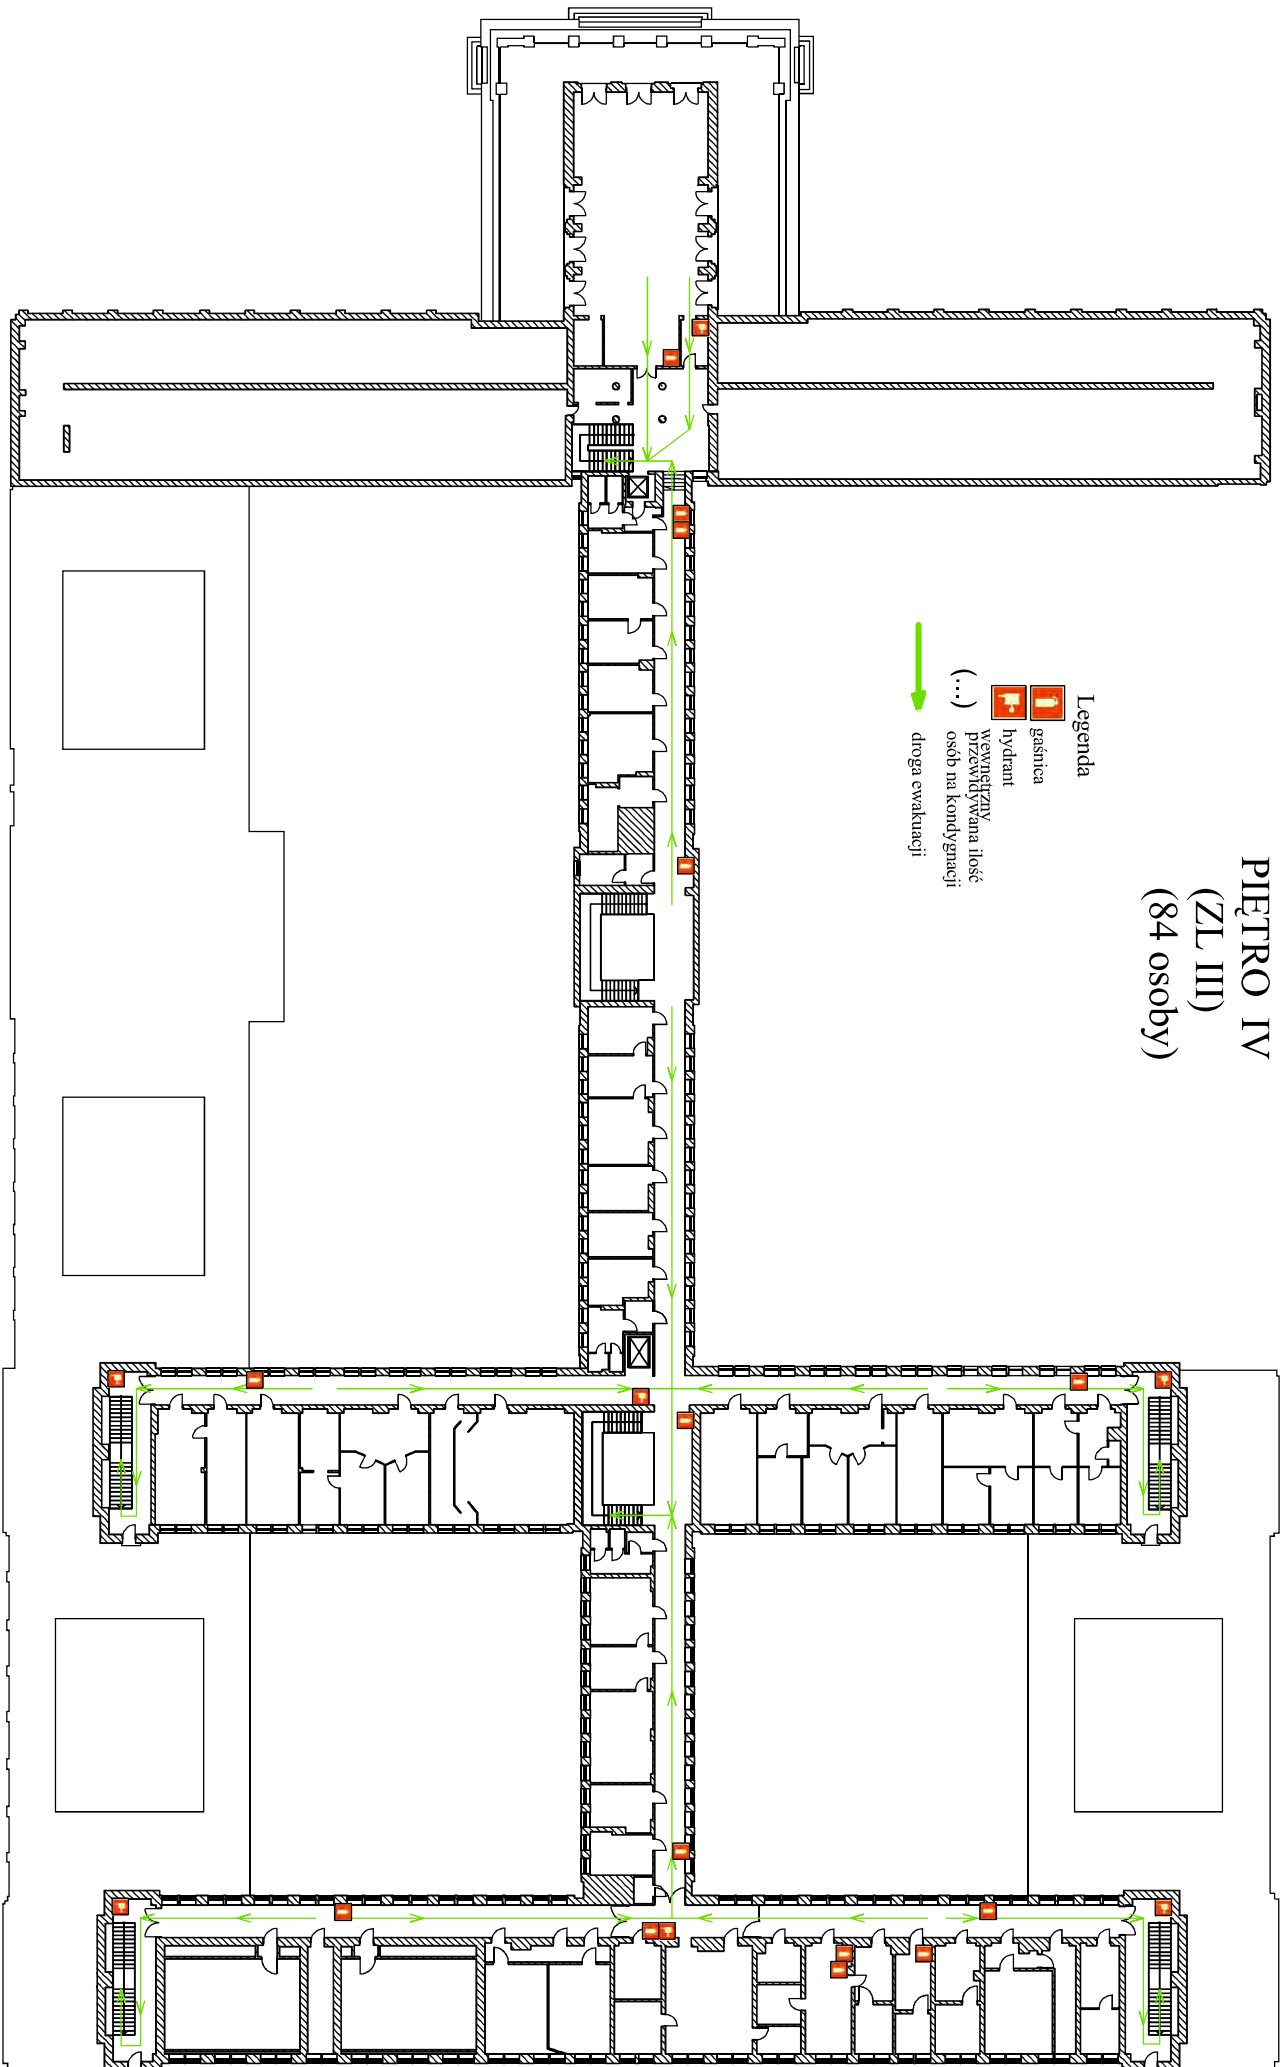 PIĘTRO IV
(ZL III)
(84 osoby)
Legenda
gaśnica
hydrant
wewnętrzny
przewidywana ilość
osób na kondygnacji
(...)
droga ewakuacji